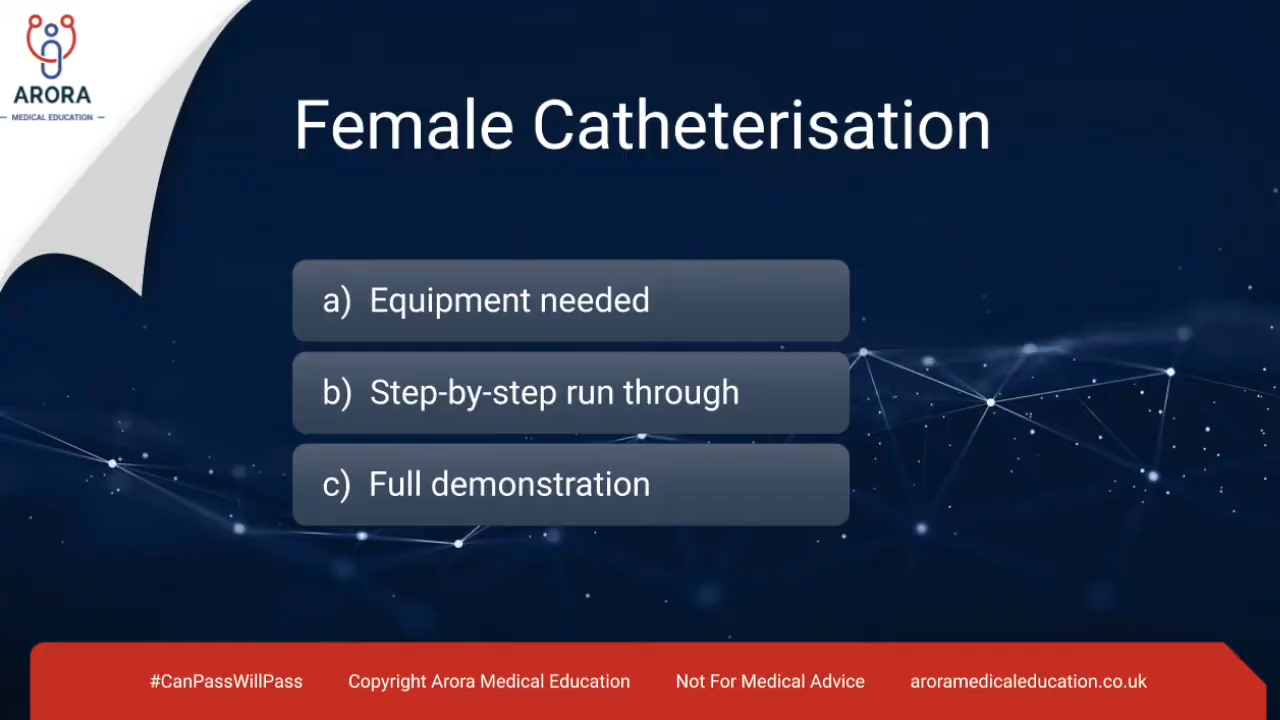 ARORA
MEDICAL EDUCATION
Female Catheterisation
a) Equipment needed
b) Step-by-step run through
c) Full demonstration
#CanPassWillPass Copyright Arora Medical Education Not For Medical Advice aroramedicaleducation.co.uk